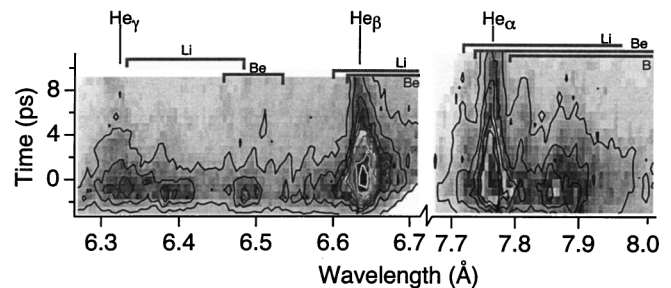 Heγ Heβ Heα
Li Li Li
Be Be Be
B
8
4
0
Time (ps)
6.3 6.4 6.5 6.6 6.7 7.7 7.8 7.9 8.0
Wavelength (Å)